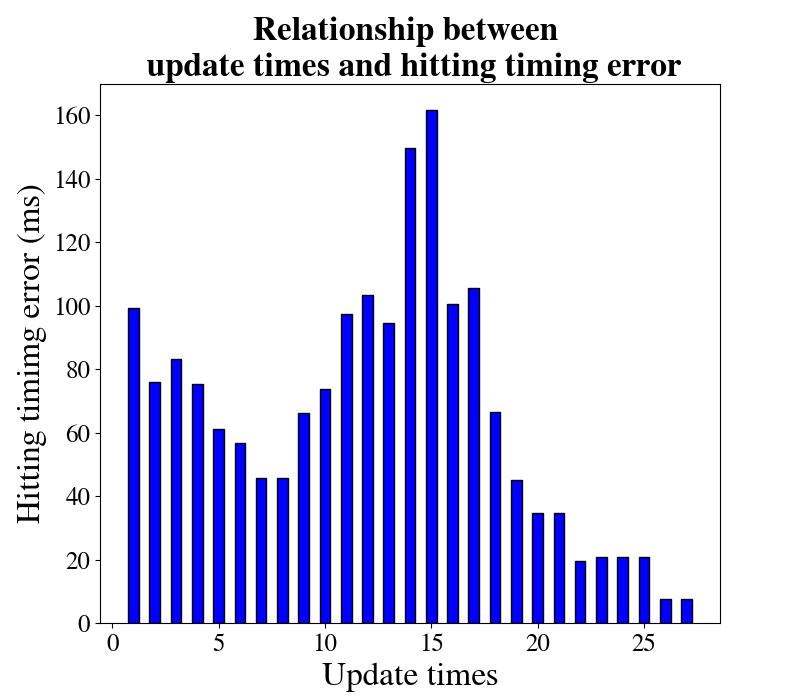 Relationship between
update times and hitting timing error
Hitting timimg error (ms)
160
140
120
100
80
60
40
20
0
0 5 10 15 20 25
Update times